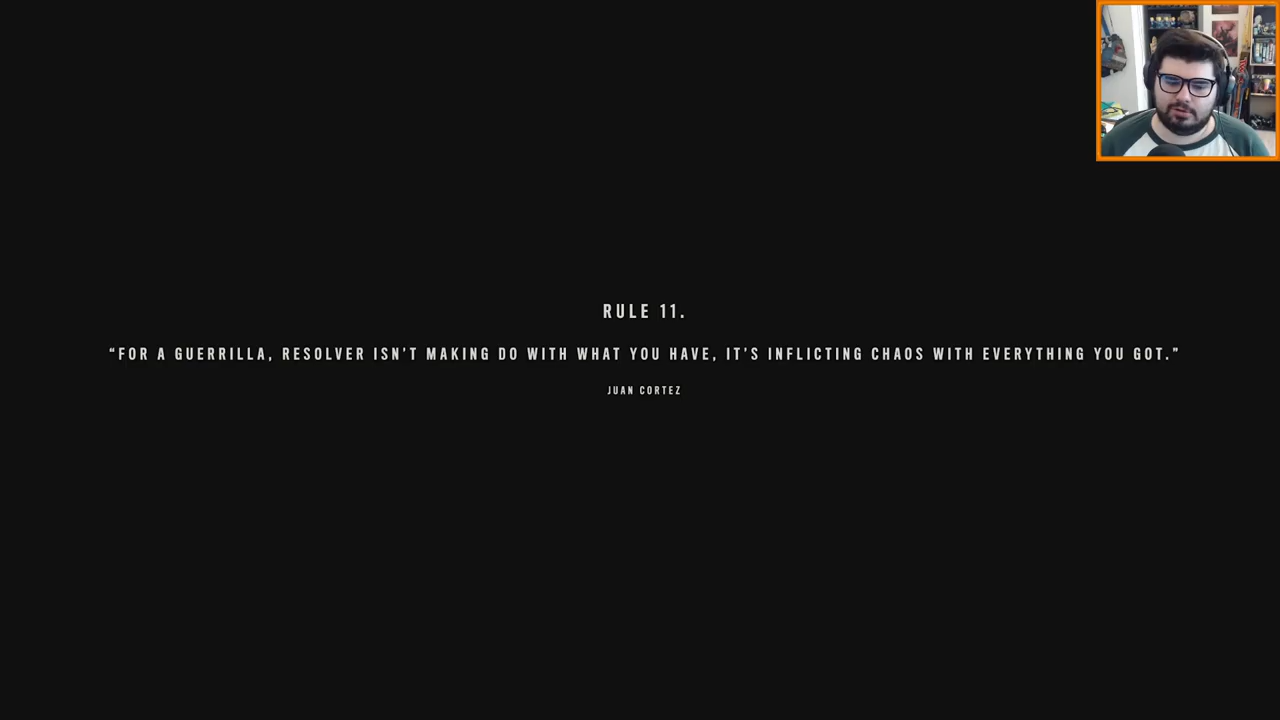 RULE 11.
“FOR A GUERRILLA, RESOLVER ISN’T MAKING DO WITH WHAT YOU HAVE, IT’S INFLICTING CHAOS WITH EVERYTHING YOU GOT.”
JUAN CORTEZ